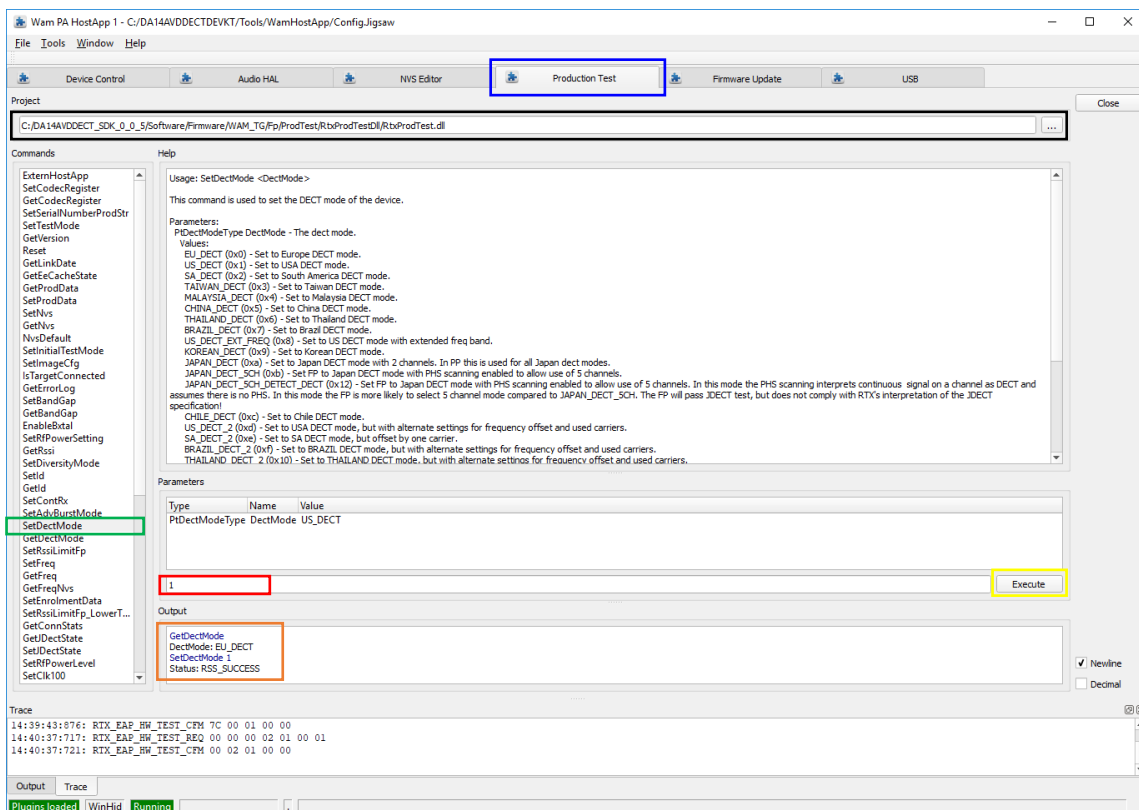 Wam PA HostApp 1 - C:/DA14AVDDECTDEVKT/Tools/WamHostApp/Config.Jigsaw
File Tools Window Help
Device Control Audio HAL NVS Editor Production Test Firmware Update USB
Project
Close
C:/DA14AVDDECT_SDK_0_0_5/Software/Firmware/WAM_TG/Fp/ProdTest/RtxProdTestDll/RtxProdTest.dll ...
Commands
ExternHostApp
SetCodecRegister
GetCodecRegister
SetSerialNumberProdStr
SetTestMode
GetVersion
Reset
GetLinkDate
GetEeCacheState
GetProdData
SetProdData
SetNvs
GetNvs
NvsDefault
SetInitialTestMode
SetImageCfg
IsTargetConnected
GetErrorLog
SetBandGap
GetBandGap
EnableBxtal
SetRfPowerSetting
GetRssi
SetDiversityMode
SetId
GetId
SetContRx
SetAdvBurstMode
SetDectMode
GetDectMode
SetRssiLimitFp
SetFreq
GetFreq
GetFreqNvs
SetEnrolmentData
SetRssiLimitFp_LowerT...
GetConnStats
GetJDectState
SetJDectState
SetRfPowerLevel
SetClk100
Help
Usage: SetDectMode <DectMode>
This command is used to set the DECT mode of the device.
Parameters:
PtDectModeType DectMode - The dect mode.
Values:
EU_DECT (0x0) - Set to Europe DECT mode.
US_DECT (0x1) - Set to USA DECT mode.
SA_DECT (0x2) - Set to South America DECT mode.
TAIWAN_DECT (0x3) - Set to Taiwan DECT mode.
MALAYSIA_DECT (0x4) - Set to Malaysia DECT mode.
CHINA_DECT (0x5) - Set to China DECT mode.
THAILAND_DECT (0x6) - Set to Thailand DECT mode.
BRAZIL_DECT (0x7) - Set to Brazil DECT mode.
US_DECT_EXT_FREQ (0x8) - Set to US DECT mode with extended freq band.
KOREAN_DECT (0x9) - Set to Korean DECT mode.
JAPAN_DECT (0xa) - Set to Japan DECT mode with 2 channels. In PP this is used for all Japan dect modes.
JAPAN_DECT_5CH (0xb) - Set FP to Japan DECT mode with PHS scanning enabled to allow use of 5 channels.
JAPAN_DECT_5CH_DETECT_DECT (0x12) - Set FP to Japan DECT mode with PHS scanning enabled to allow use of 5 channels. In this mode the PHS scanning interprets continuous signal on a channel as DECT and
assumes there is no PHS. In this mode the FP is more likely to select 5 channel mode compared to JAPAN_DECT_5CH. The FP will pass JDECT test, but does not comply with RTX's interpretation of the JDECT
specification!
CHILE_DECT (0xc) - Set to Chile DECT mode.
US_DECT_2 (0xd) - Set to USA DECT mode, but with alternate settings for frequency offset and used carriers.
SA_DECT_2 (0xe) - Set to SA DECT mode, but offset by one carrier.
BRAZIL_DECT_2 (0xf) - Set to BRAZIL DECT mode, but with alternate settings for frequency offset and used carriers.
THAILAND_DECT_2 (0x10) - Set to THAILAND DECT mode, but with alternate settings for frequency offset and used carriers.
Parameters
Type Name Value
PtDectModeType DectMode US_DECT
1 Execute
Output
GetDectMode
DectMode: EU_DECT
SetDectMode 1
Status: RSS_SUCCESS
Newline
Decimal
Trace
14:39:43:876: RTX_EAP_HW_TEST_CFM 7C 00 01 00 00
14:40:37:717: RTX_EAP_HW_TEST_REQ 00 00 00 02 01 00 01
14:40:37:721: RTX_EAP_HW_TEST_CFM 00 02 01 00 00
Output Trace
Plugins loaded WinHid Running